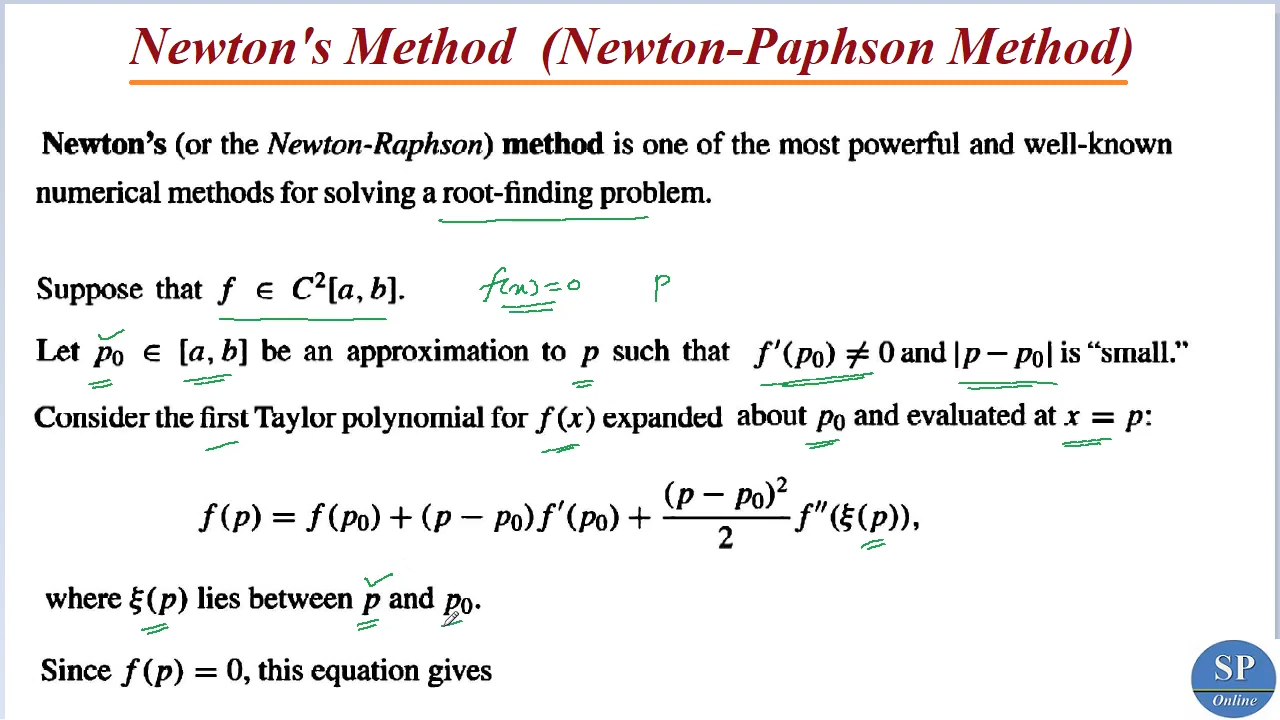 Newton's Method (Newton-Paphson Method)
Newton's (or the Newton-Raphson) method is one of the most powerful and well-known
numerical methods for solving a root-finding problem.
Suppose that f ∈ C²[a, b]. f(x)=0 p
Let p₀ ∈ [a, b] be an approximation to p such that f′(p₀) ≠ 0 and |p − p₀| is “small.”
Consider the first Taylor polynomial for f(x) expanded about p₀ and evaluated at x = p:
f(p) = f(p₀) + (p − p₀)f′(p₀) + (p − p₀)²/2 f″(ξ(p)),
where ξ(p) lies between p and p₀.
Since f(p) = 0, this equation gives
SP
Online